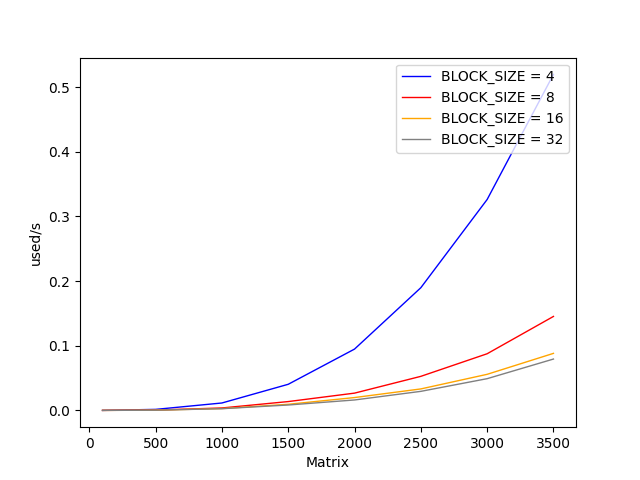 BLOCK_SIZE = 4
BLOCK_SIZE = 8
BLOCK_SIZE = 16
BLOCK_SIZE = 32
used/s
0.5
0.4
0.3
0.2
0.1
0.0
0 500 1000 1500 2000 2500 3000 3500
Matrix